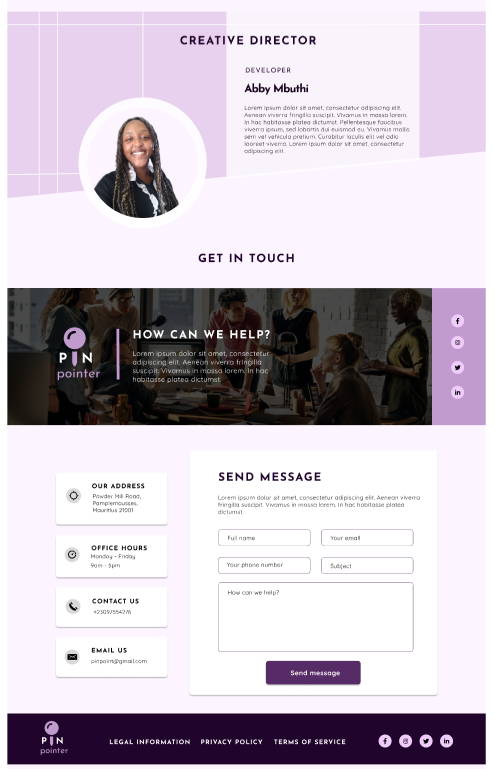 CREATIVE DIRECTOR
DEVELOPER
Abby Mbuthi
Lorem ipsum dolor sit amet, consectetur adipiscing elit.
Aenean viverra fringilla suscipit. Vivamus in massa lorem.
In hac habitasse platea dictumst. Pellentesque faucibus
viverra ipsum, sed lobortis dui euismod eu. Vivamus mollis
sem vel vehicula pretium. Curabitur iaculis elit vel odio
laoreet viverra. Lorem ipsum dolor sit amet, consectetur
adipiscing elit.
GET IN TOUCH
PIN
pointer
HOW CAN WE HELP?
Lorem ipsum dolor sit amet, consectetur
adipiscing elit. Aenean viverra fringilla
suscipit. Vivamus in massa lorem. In hac
habitasse platea dictumst.
OUR ADDRESS
Powder Mill Road,
Pamplemousses,
Mauritius 21001
OFFICE HOURS
Monday - Friday
9am - 5pm
CONTACT US
+23097554276
EMAIL US
pinpoint@gmail.com
SEND MESSAGE
Lorem ipsum dolor sit amet, consectetur adipiscing elit. Aenean viverra
fringilla suscipit. Vivamus in massa lorem. In hac habitasse platea
dictumst.
Full name
Your email
Your phone number
Subject
How can we help?
Send message
PIN
pointer
LEGAL INFORMATION
PRIVACY POLICY
TERMS OF SERVICE